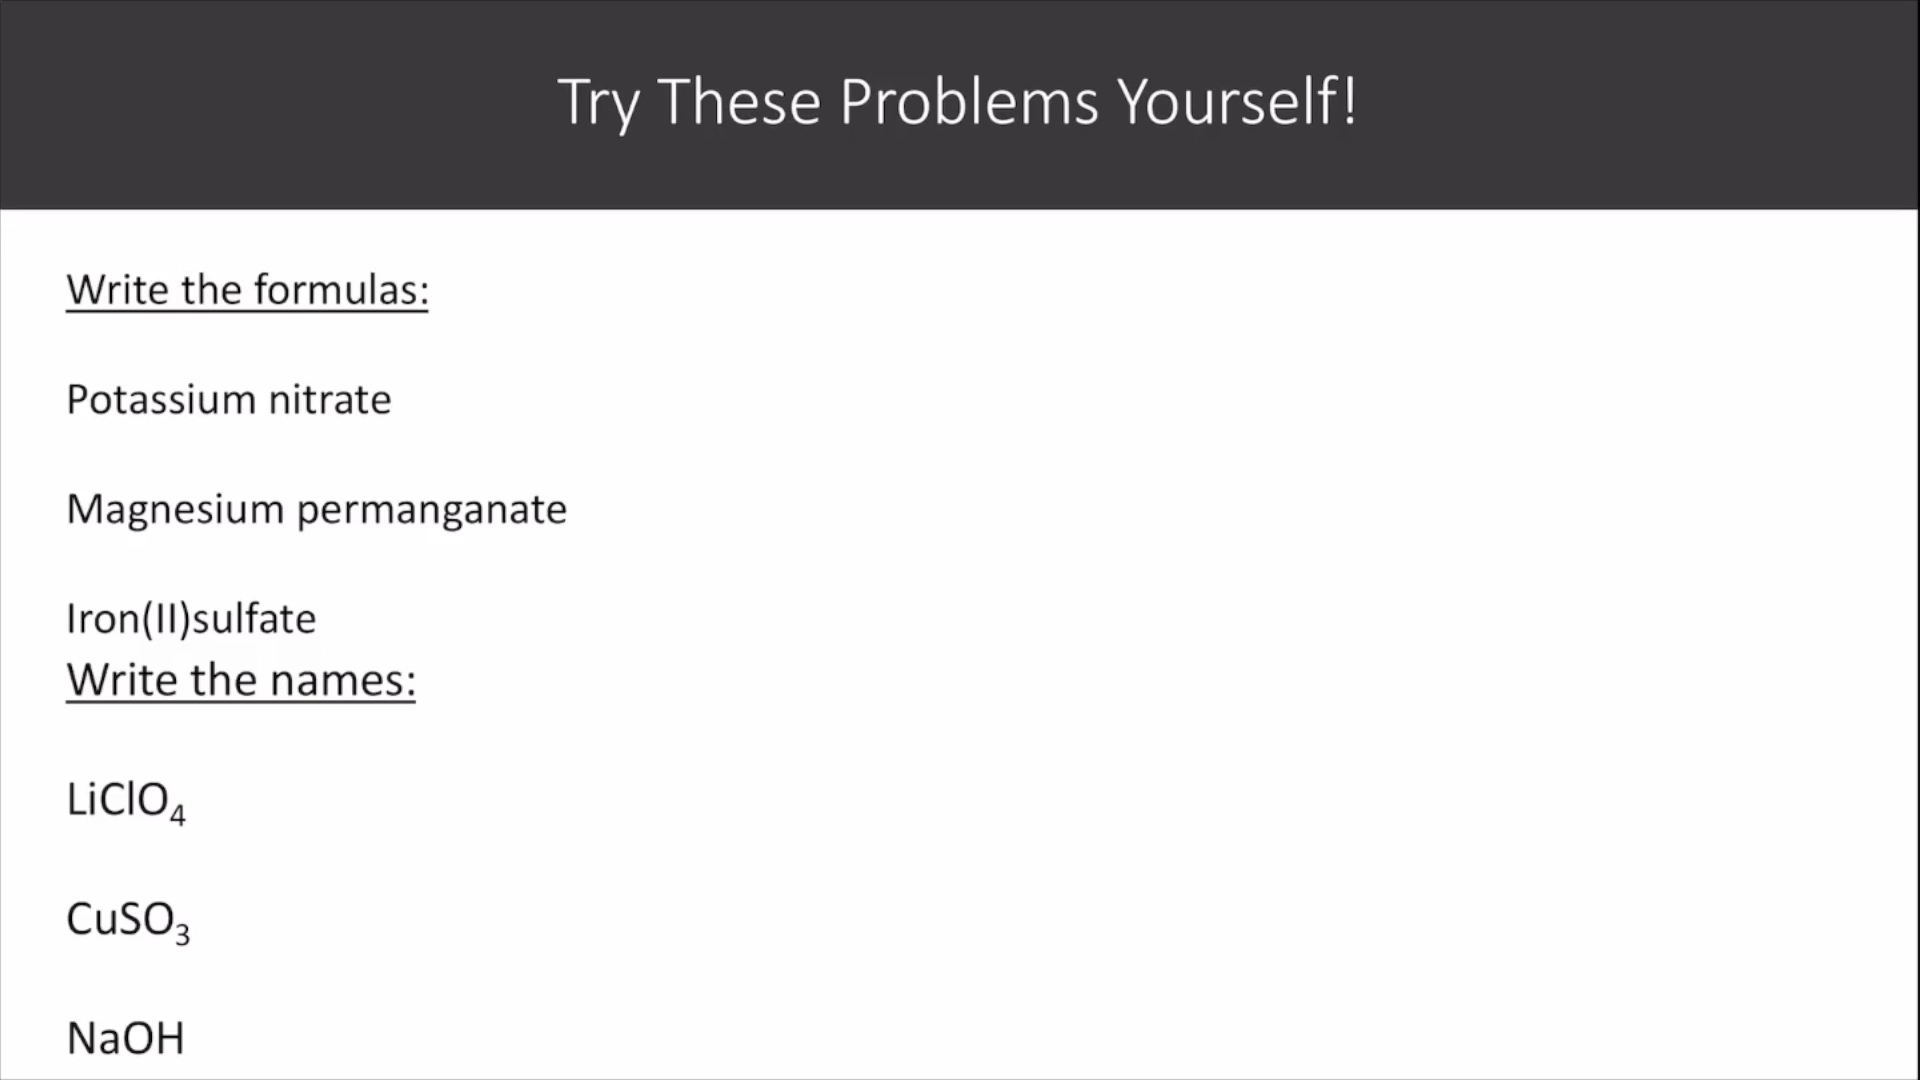 Try These Problems Yourself!
Write the formulas:
Potassium nitrate
Magnesium permanganate
Iron(II)sulfate
Write the names:
LiClO₄
CuSO₃
NaOH